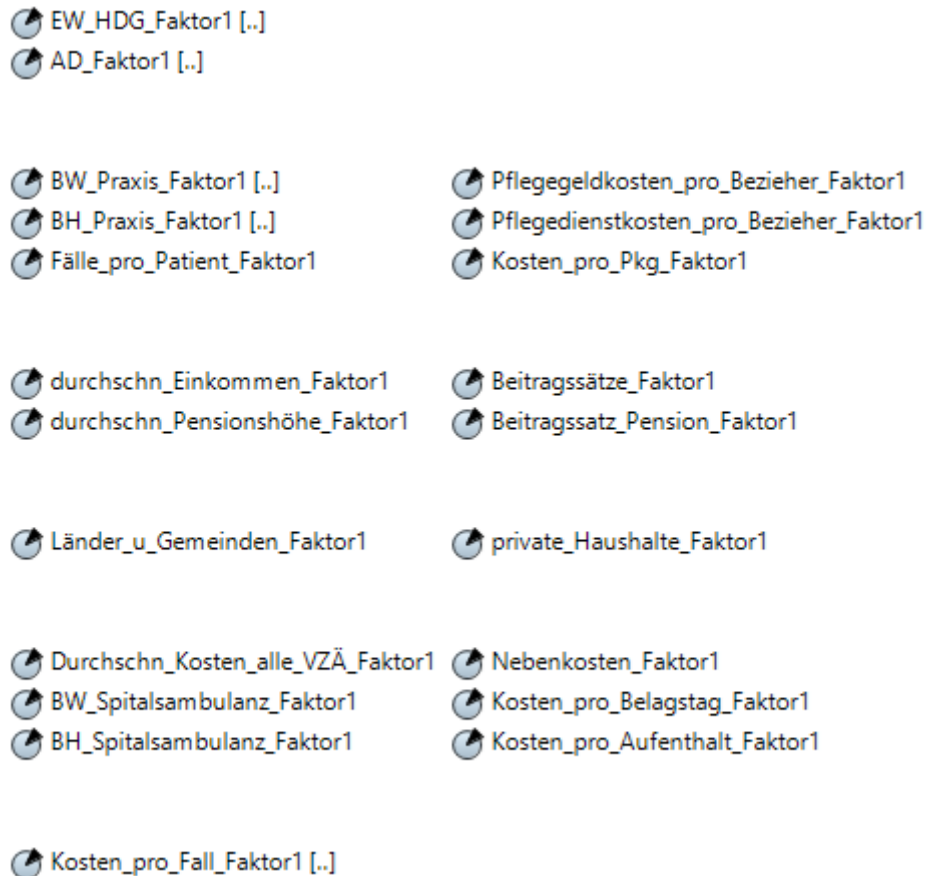 EW_HDG_Faktor1 [..]
AD_Faktor1 [..]
BW_Praxis_Faktor1 [..]
Pflegegeldkosten_pro_Bezieher_Faktor1
BH_Praxis_Faktor1 [..]
Pflegedienstkosten_pro_Bezieher_Faktor1
Fälle_pro_Patient_Faktor1
Kosten_pro_Pkg_Faktor1
durchschn_Einkommen_Faktor1
Beitragssätze_Faktor1
durchschn_Pensionshöhe_Faktor1
Beitragssatz_Pension_Faktor1
Länder_u_Gemeinden_Faktor1
private_Haushalte_Faktor1
Durchschn_Kosten_alle_VZÄ_Faktor1
Nebenkosten_Faktor1
BW_Spitalsambulanz_Faktor1
Kosten_pro_Belagstag_Faktor1
BH_Spitalsambulanz_Faktor1
Kosten_pro_Aufenthalt_Faktor1
Kosten_pro_Fall_Faktor1 [..]